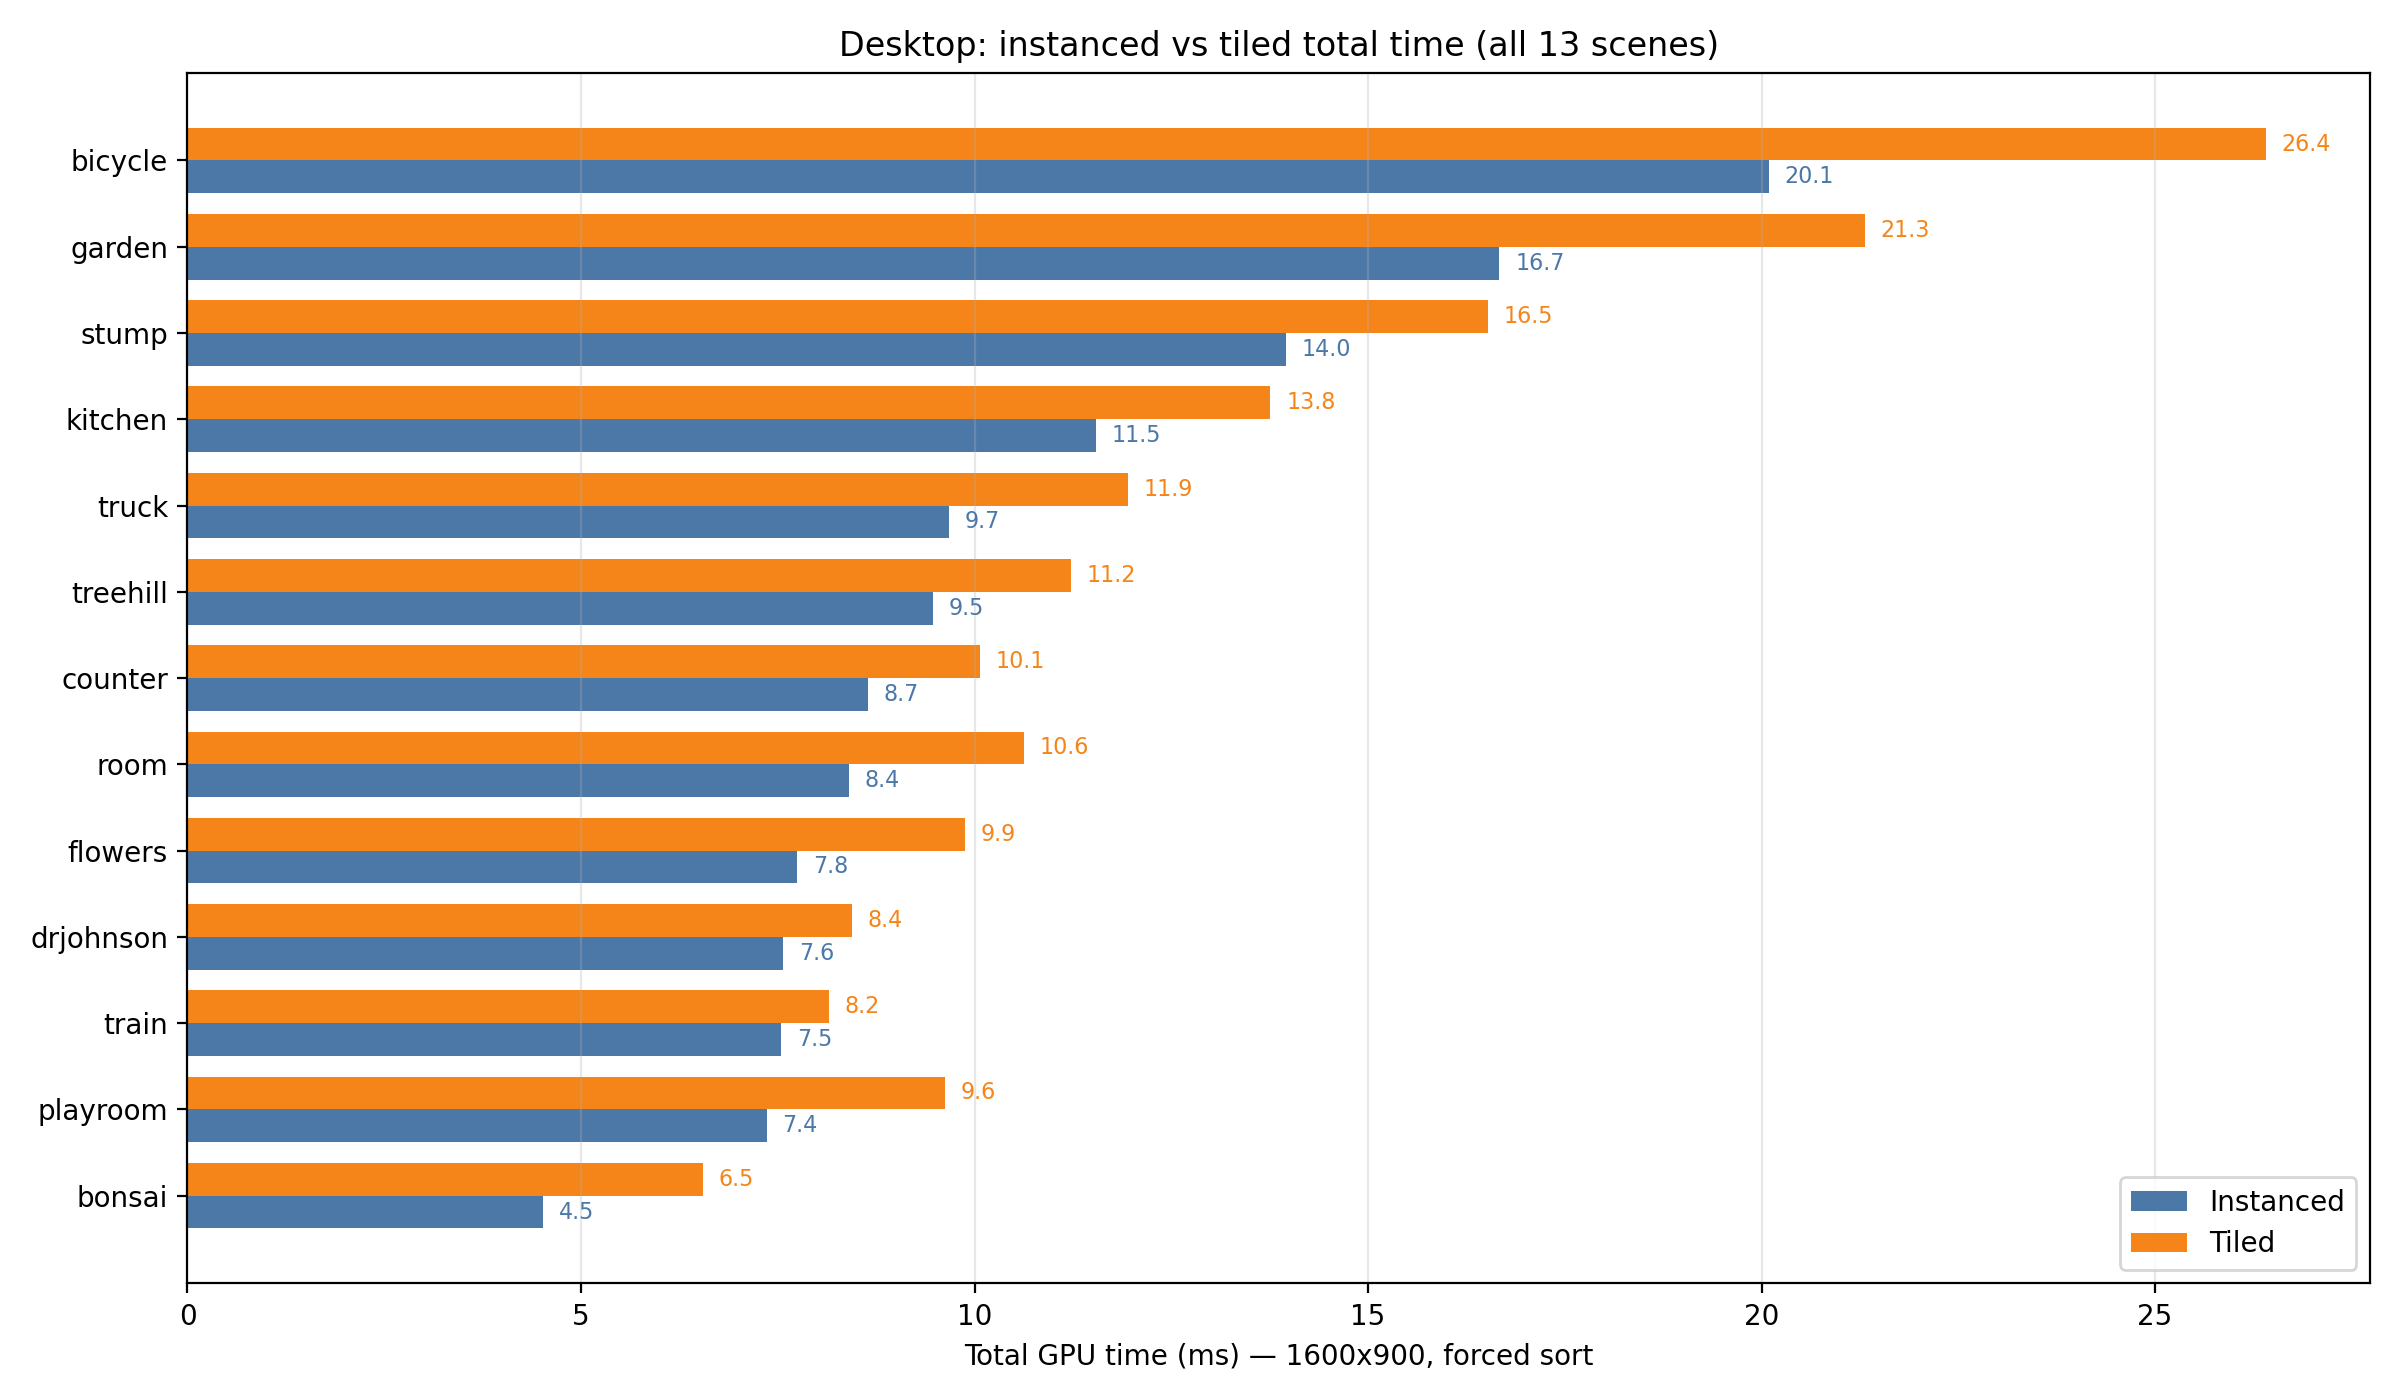 Desktop: instanced vs tiled total time (all 13 scenes)
bicycle
26.4
20.1
garden
21.3
16.7
stump
16.5
14.0
kitchen
13.8
11.5
truck
11.9
9.7
treehill
11.2
9.5
counter
10.1
8.7
room
10.6
8.4
flowers
9.9
7.8
drjohnson
8.4
7.6
train
8.2
7.5
playroom
9.6
7.4
bonsai
6.5
4.5
Instanced
Tiled
0 5 10 15 20 25
Total GPU time (ms) — 1600x900, forced sort